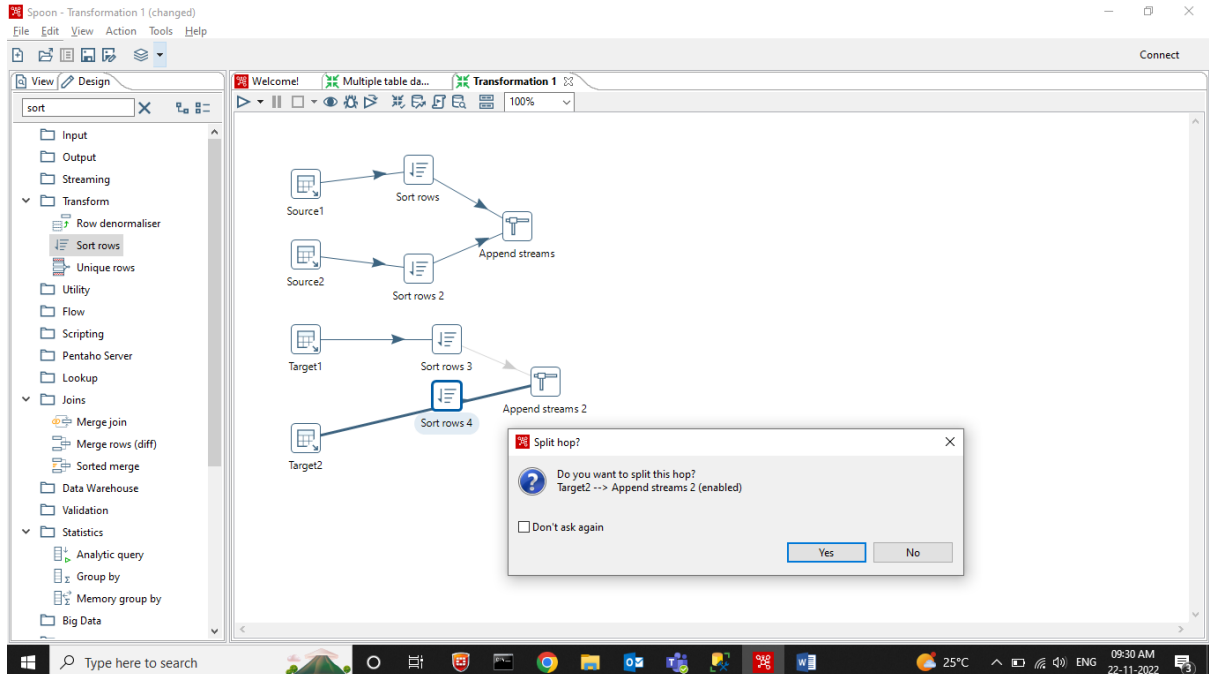 Spoon - Transformation 1 (changed)
File Edit View Action Tools Help
Connect
View Design
Welcome! Multiple table da... Transformation 1
sort
100%
Input
Output
Streaming
Transform
Row denormaliser
Sort rows
Unique rows
Utility
Flow
Scripting
Pentaho Server
Lookup
Joins
Merge join
Merge rows (diff)
Sorted merge
Data Warehouse
Validation
Statistics
Analytic query
Group by
Memory group by
Big Data
Source1
Sort rows
Append streams
Source2
Sort rows 2
Target1
Sort rows 3
Append streams 2
Sort rows 4
Target2
Split hop?
Do you want to split this hop?
Target2 --> Append streams 2 (enabled)
Don't ask again
Yes No
Type here to search
25°C ENG 09:30 AM
22-11-2022
3